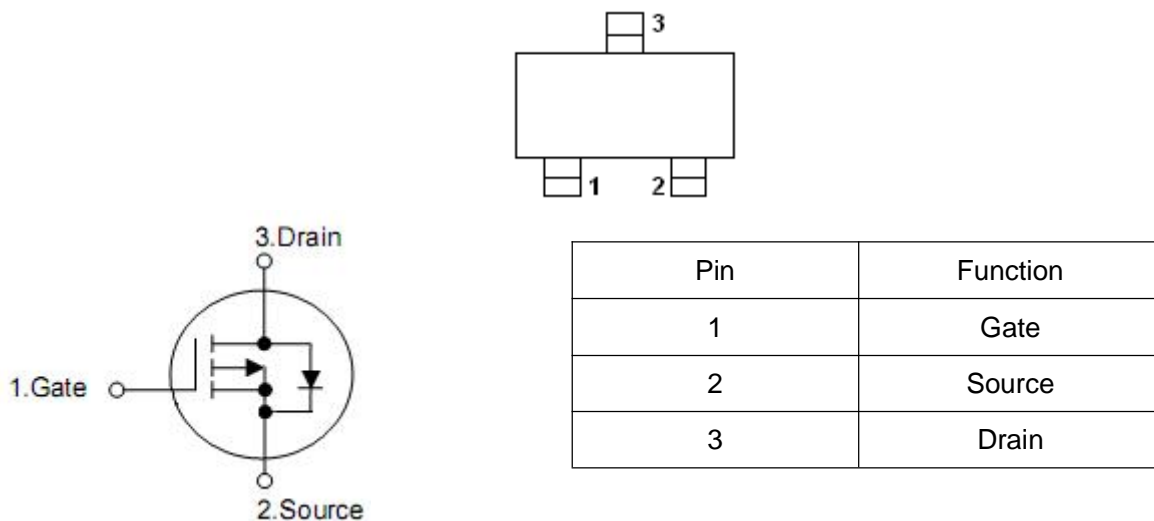 3
1
2
3.Drain
1.Gate
2.Source
Pin Function
1 Gate
2 Source
3 Drain